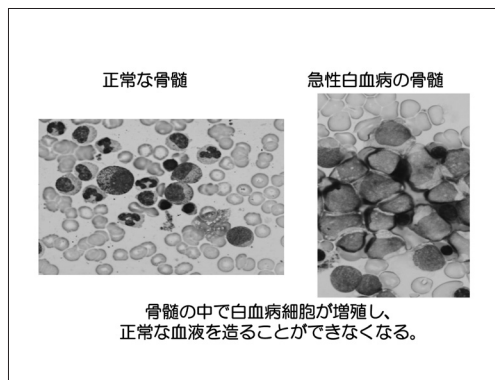 正常な骨髄
急性白血病の骨髄
骨髄の中で白血病細胞が増殖し、
正常な血液を造ることができなくなる。